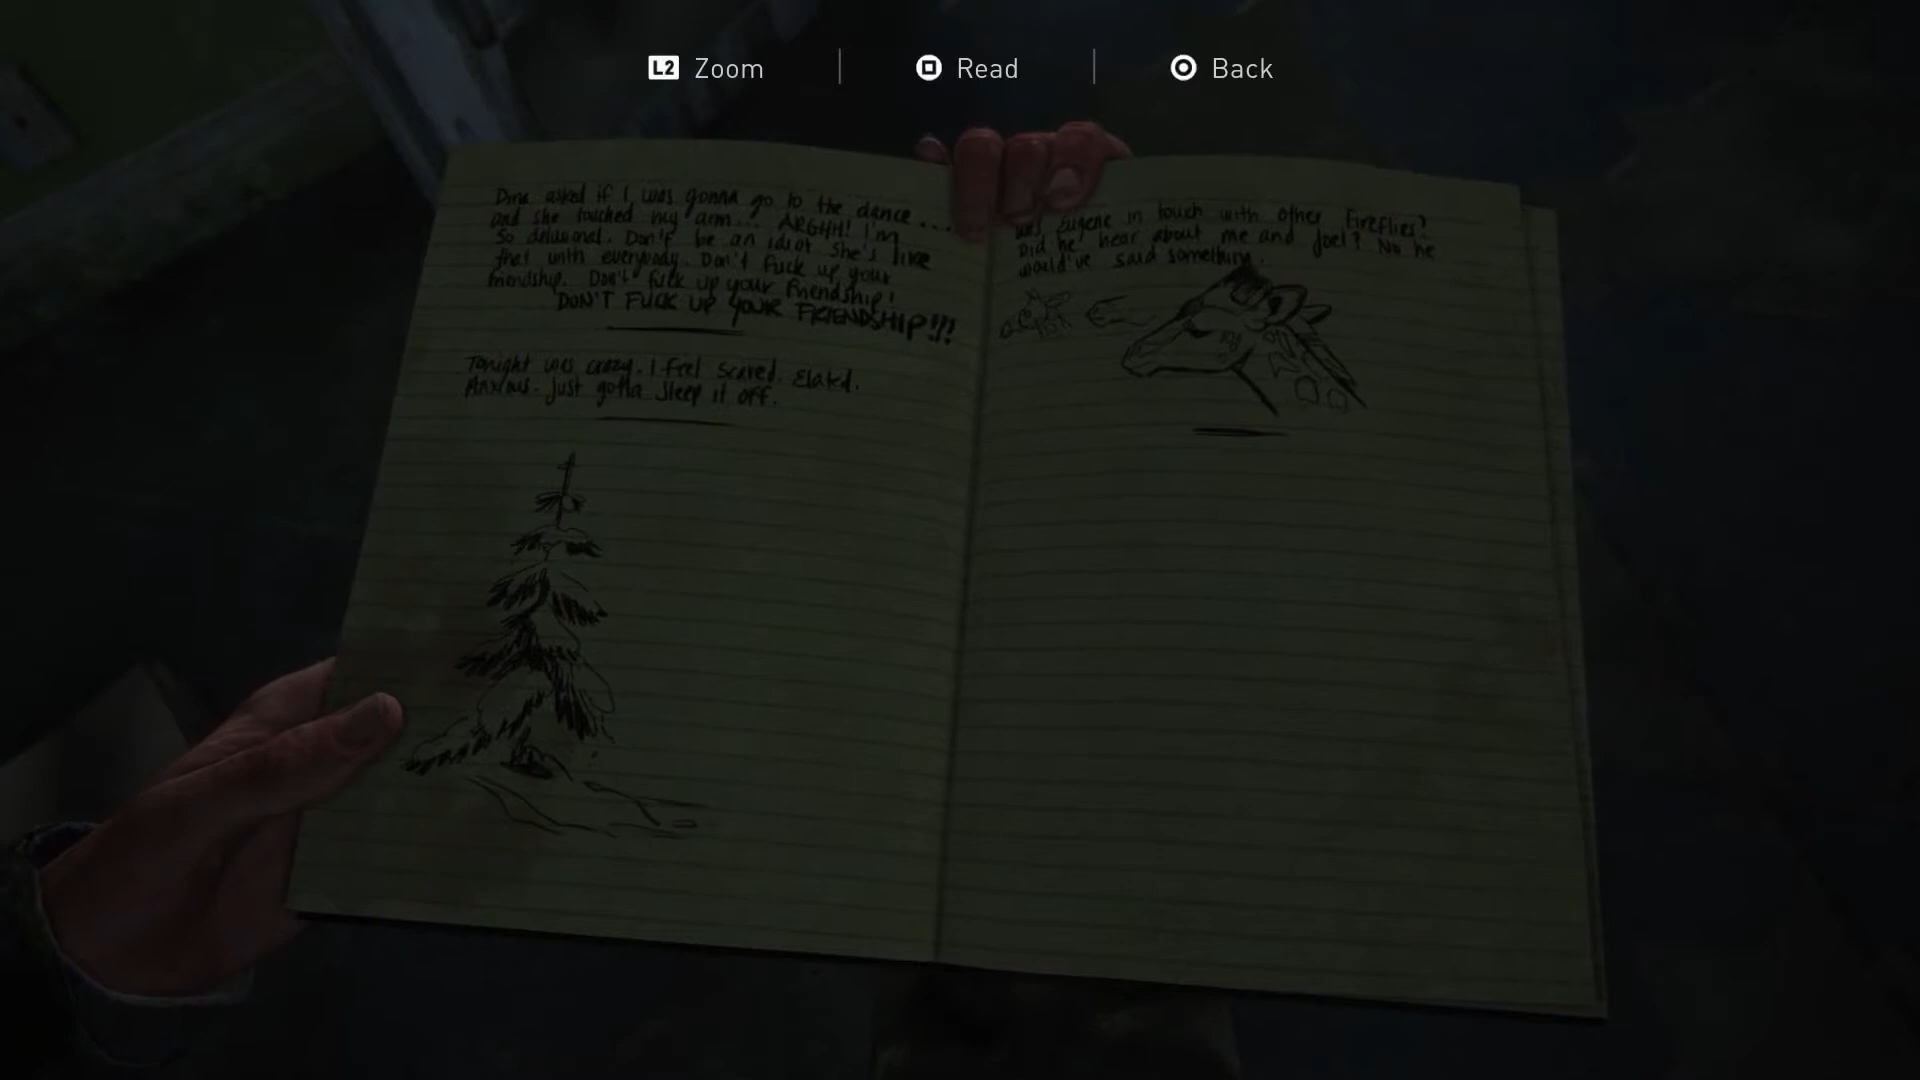 L2 Zoom | Read | Back
Dina asked if I was gonna go to the dance...
and she touched my arm... ARGHH! I'm
so delusional. Don't be an idiot she's like
that with everybody. Don't fuck up your
friendship. Don't fuck up your friendship!
DON'T FUCK UP YOUR FRIENDSHIP!!!
Tonight was crazy. I feel scared. Elated.
Anxious. Just gotta sleep it off.
Was Eugene in touch with other Fireflies?
Did he hear about me and Joel? No he
would've said something.